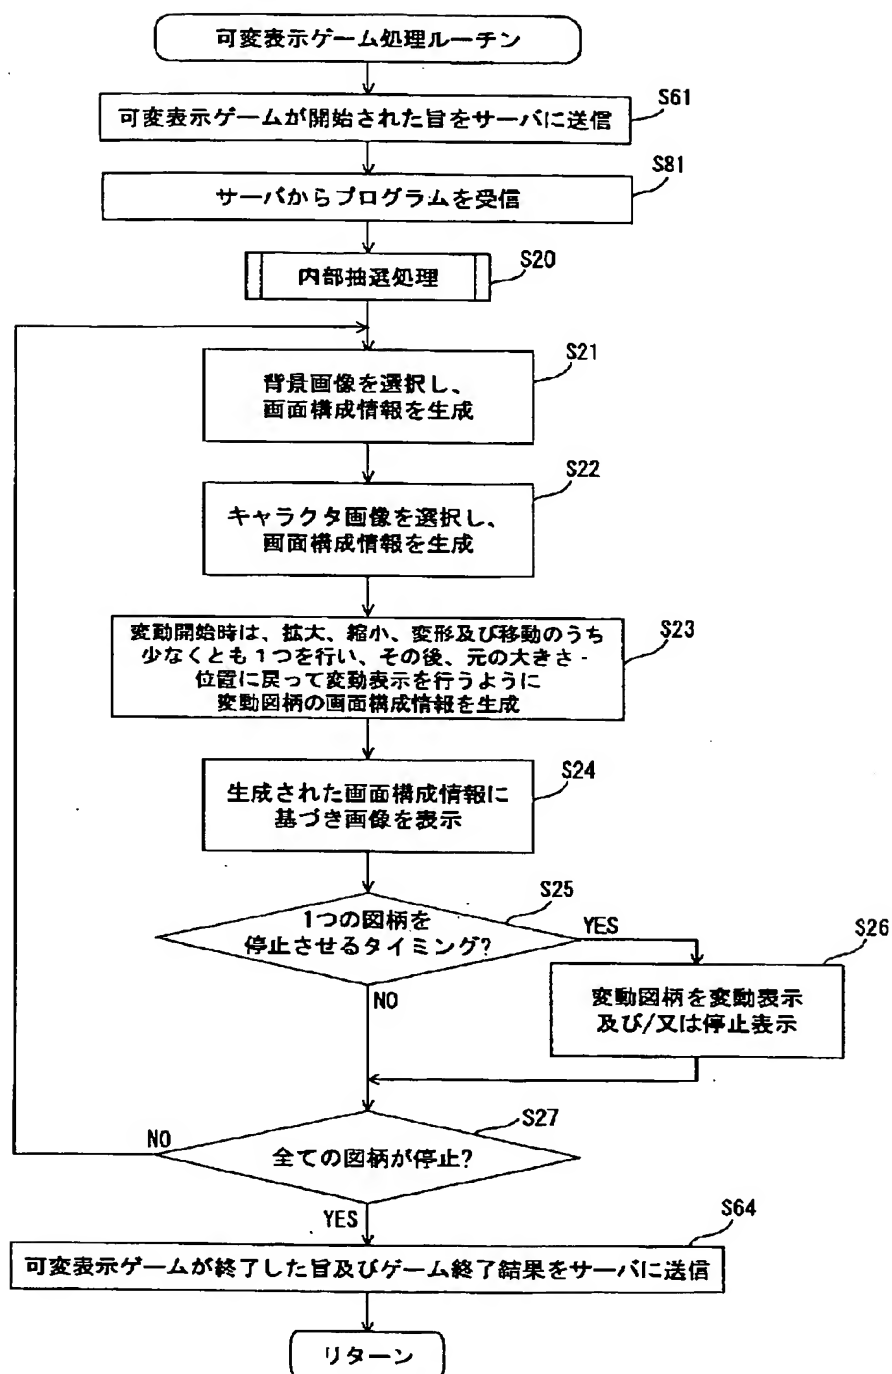 可変表示ゲーム処理ルーチン
S61
可変表示ゲームが開始された旨をサーバに送信
S81
サーバからプログラムを受信
S20
内部抽選処理
S21
背景画像を選択し、
画面構成情報を生成
S22
キャラクタ画像を選択し、
画面構成情報を生成
S23
変動開始時は、拡大、縮小、変形及び移動のうち
少なくとも1つを行い、その後、元の大きさ・
位置に戻って変動表示を行うように
変動図柄の画面構成情報を生成
S24
生成された画面構成情報に
基づき画像を表示
S25
1つの図柄を
停止させるタイミング?
YES
S26
変動図柄を変動表示
及び/又は停止表示
NO
S27
NO
全ての図柄が停止?
YES
S64
可変表示ゲームが終了した旨及びゲーム終了結果をサーバに送信
リターン